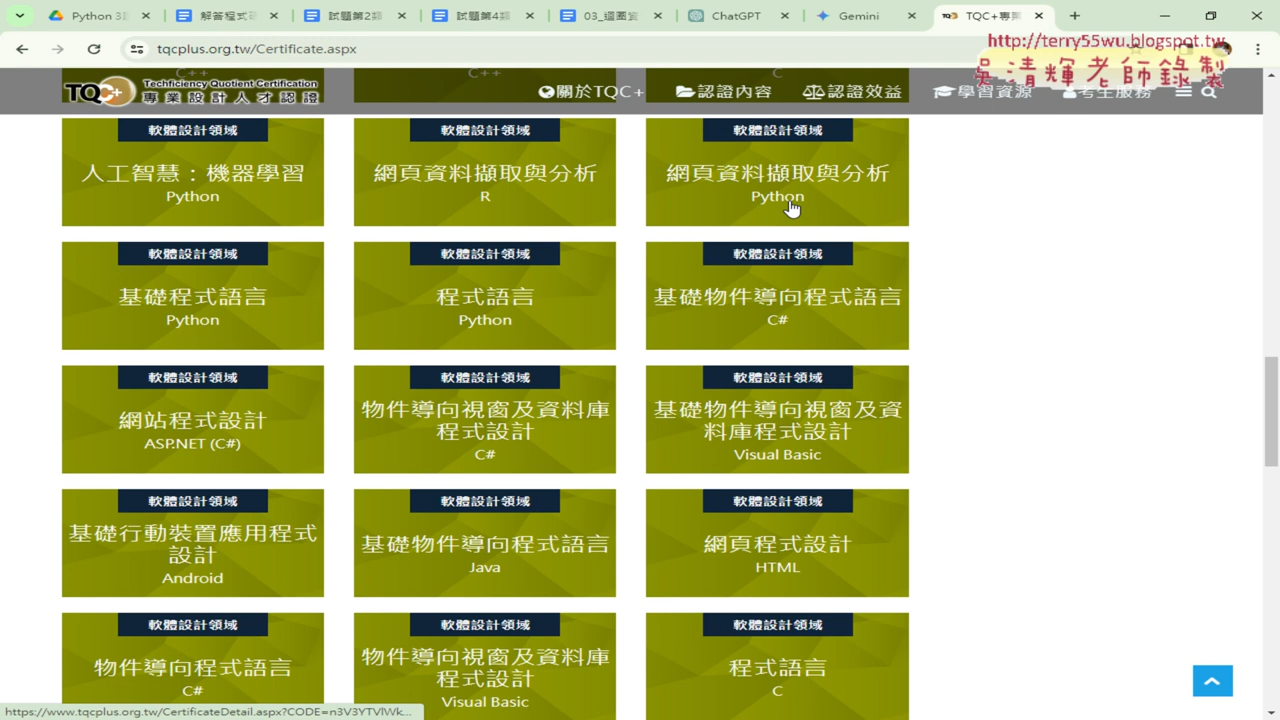 Python 3
解答程式碼
試題第2類
試題第4類
03_迴圈資
ChatGPT
Gemini
TQC+專業
tqcplus.org.tw/Certificate.aspx
http://terry55wu.blogspot.tw
吳清輝老師錄製
TQC+
Techficiency Quotient Certification
專業設計人才認證
關於TQC+
認證內容
認證效益
學習資源
考生服務
C++
C++
C
軟體設計領域
人工智慧：機器學習
Python
軟體設計領域
網頁資料擷取與分析
R
軟體設計領域
網頁資料擷取與分析
Python
軟體設計領域
基礎程式語言
Python
軟體設計領域
程式語言
Python
軟體設計領域
基礎物件導向程式語言
C#
軟體設計領域
網站程式設計
ASP.NET (C#)
軟體設計領域
物件導向視窗及資料庫
程式設計
C#
軟體設計領域
基礎物件導向視窗及資
料庫程式設計
Visual Basic
軟體設計領域
基礎行動裝置應用程式
設計
Android
軟體設計領域
基礎物件導向程式語言
Java
軟體設計領域
網頁程式設計
HTML
軟體設計領域
物件導向程式語言
C#
軟體設計領域
物件導向視窗及資料庫
程式設計
Visual Basic
軟體設計領域
程式語言
C
https://www.tqcplus.org.tw/CertificateDetail.aspx?CODE=n3V3YTVlWk...